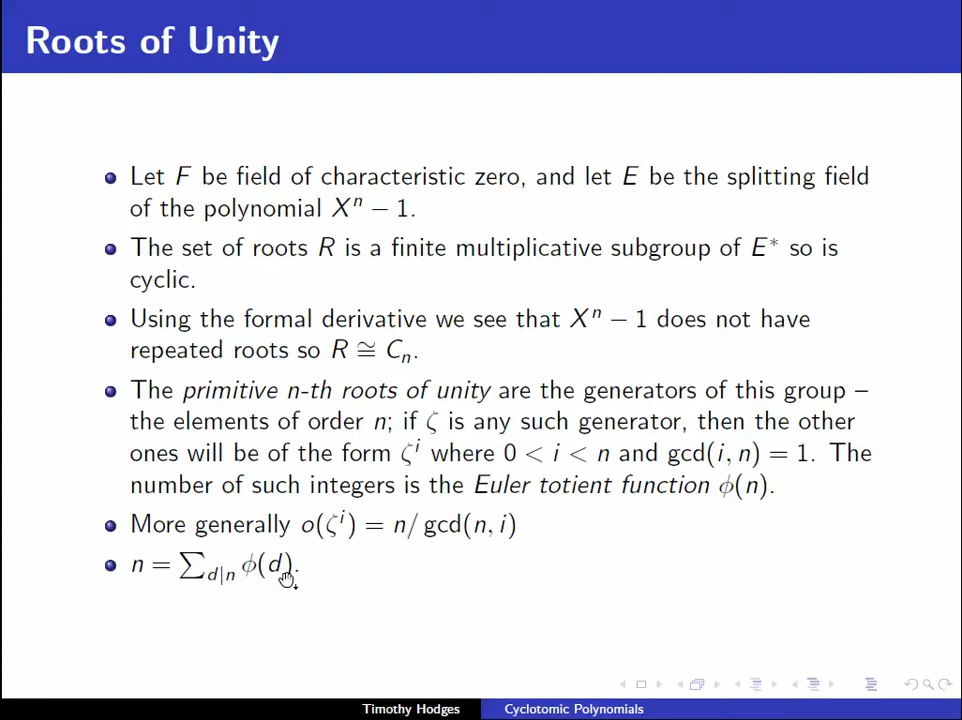 Roots of Unity
Let F be field of characteristic zero, and let E be the splitting field
of the polynomial Xⁿ − 1.
The set of roots R is a finite multiplicative subgroup of E* so is
cyclic.
Using the formal derivative we see that Xⁿ − 1 does not have
repeated roots so R ≅ Cₙ.
The primitive n-th roots of unity are the generators of this group –
the elements of order n; if ζ is any such generator, then the other
ones will be of the form ζⁱ where 0 < i < n and gcd(i, n) = 1. The
number of such integers is the Euler totient function ϕ(n).
More generally o(ζⁱ) = n/ gcd(n, i)
n = ∑_{d|n} ϕ(d).
Timothy Hodges Cyclotomic Polynomials